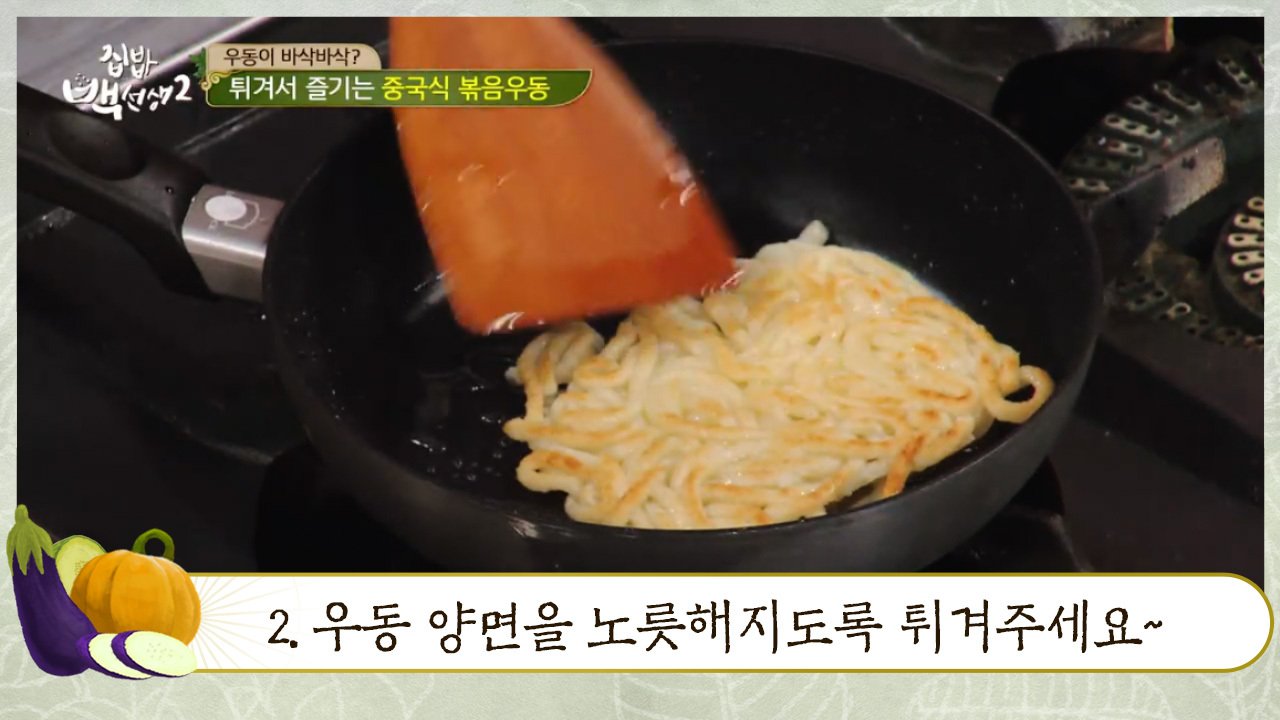 집밥
백선생2
우동이 바삭바삭?
튀겨서 즐기는 중국식 볶음우동
2. 우동 양면을 노릇해지도록 튀겨주세요~